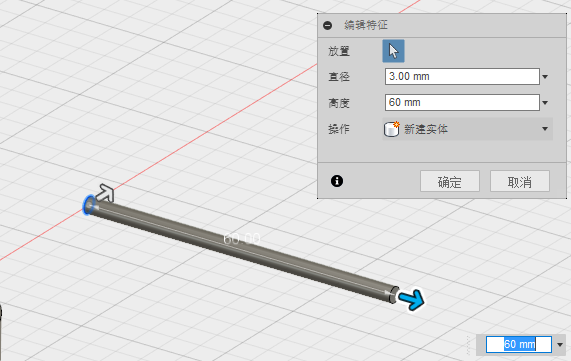 编辑特征
放置
直径 3.00 mm
高度 60 mm
操作 新建实体
确定 取消
60.00
60 mm